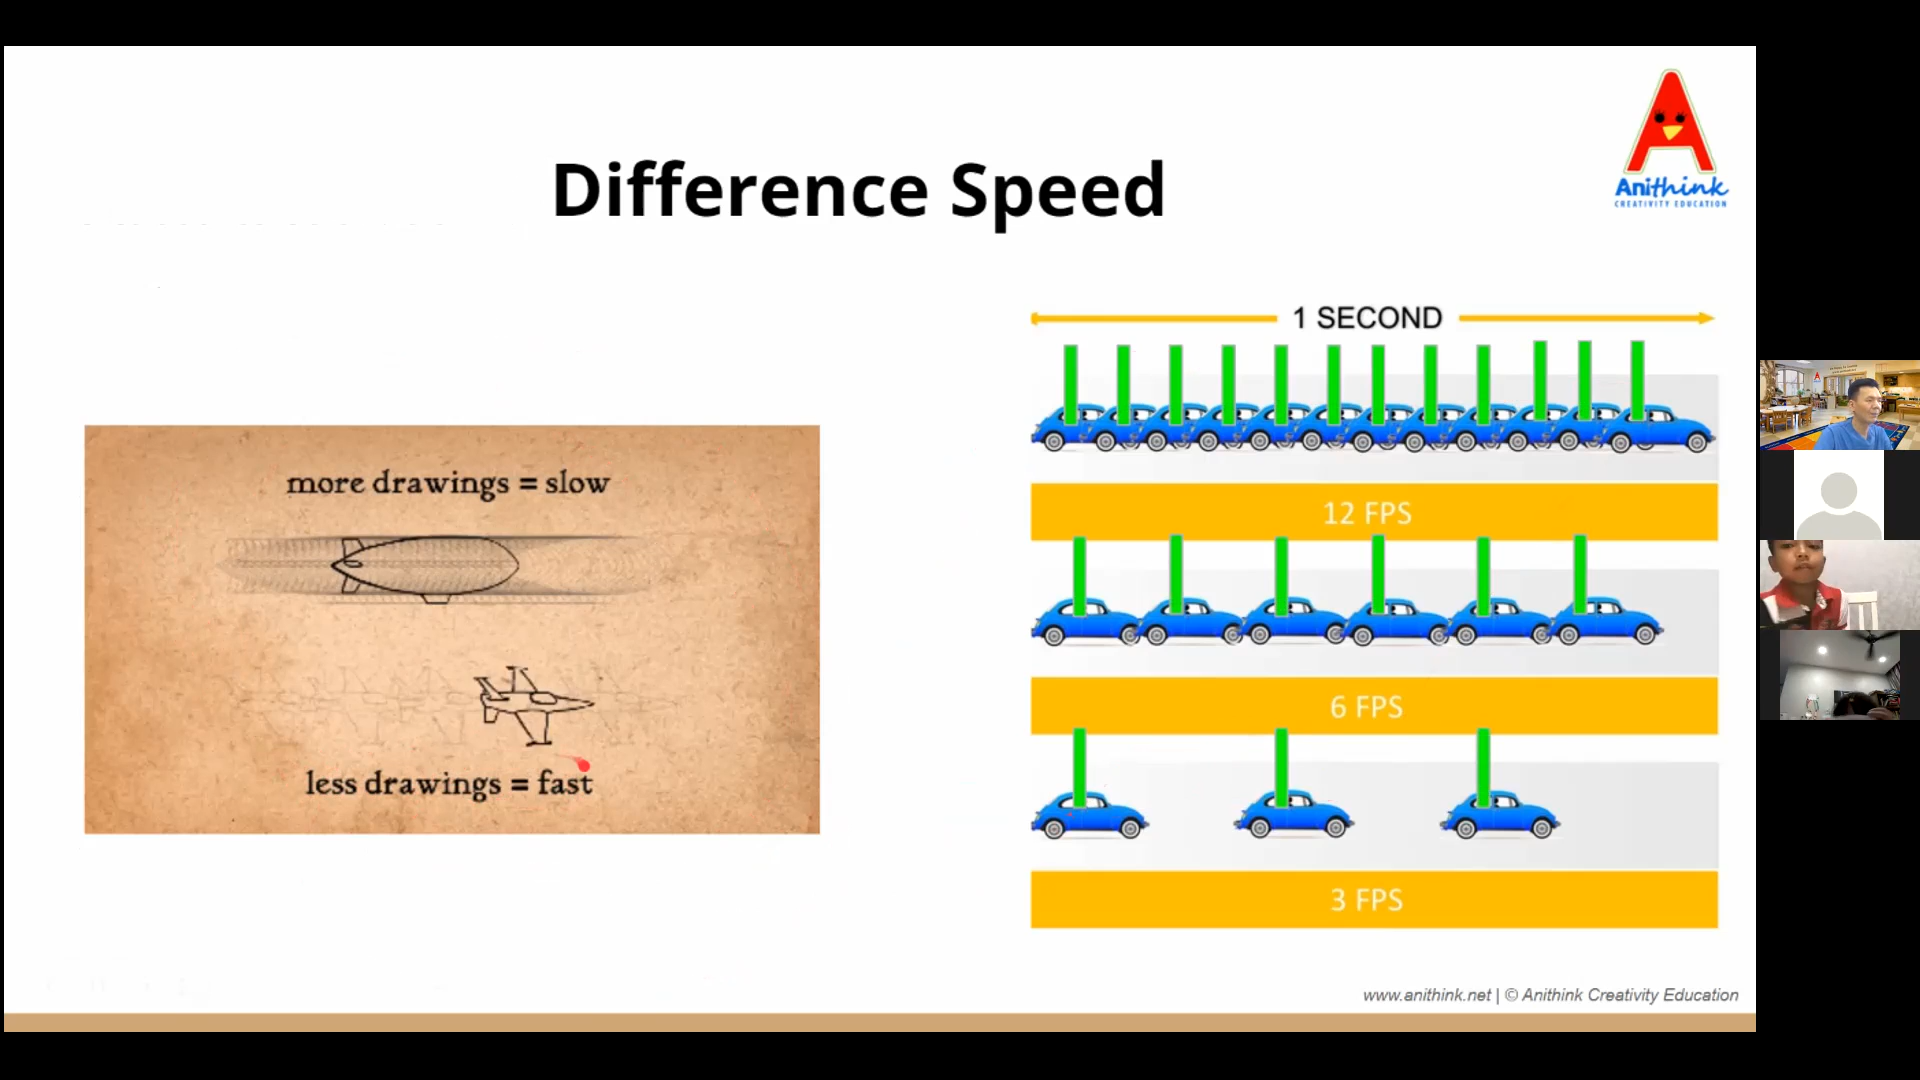 Difference Speed
Anithink
CREATIVITY EDUCATION
more drawings = slow
less drawings = fast
1 SECOND
12 FPS
6 FPS
3 FPS
www.anithink.net | © Anithink Creativity Education